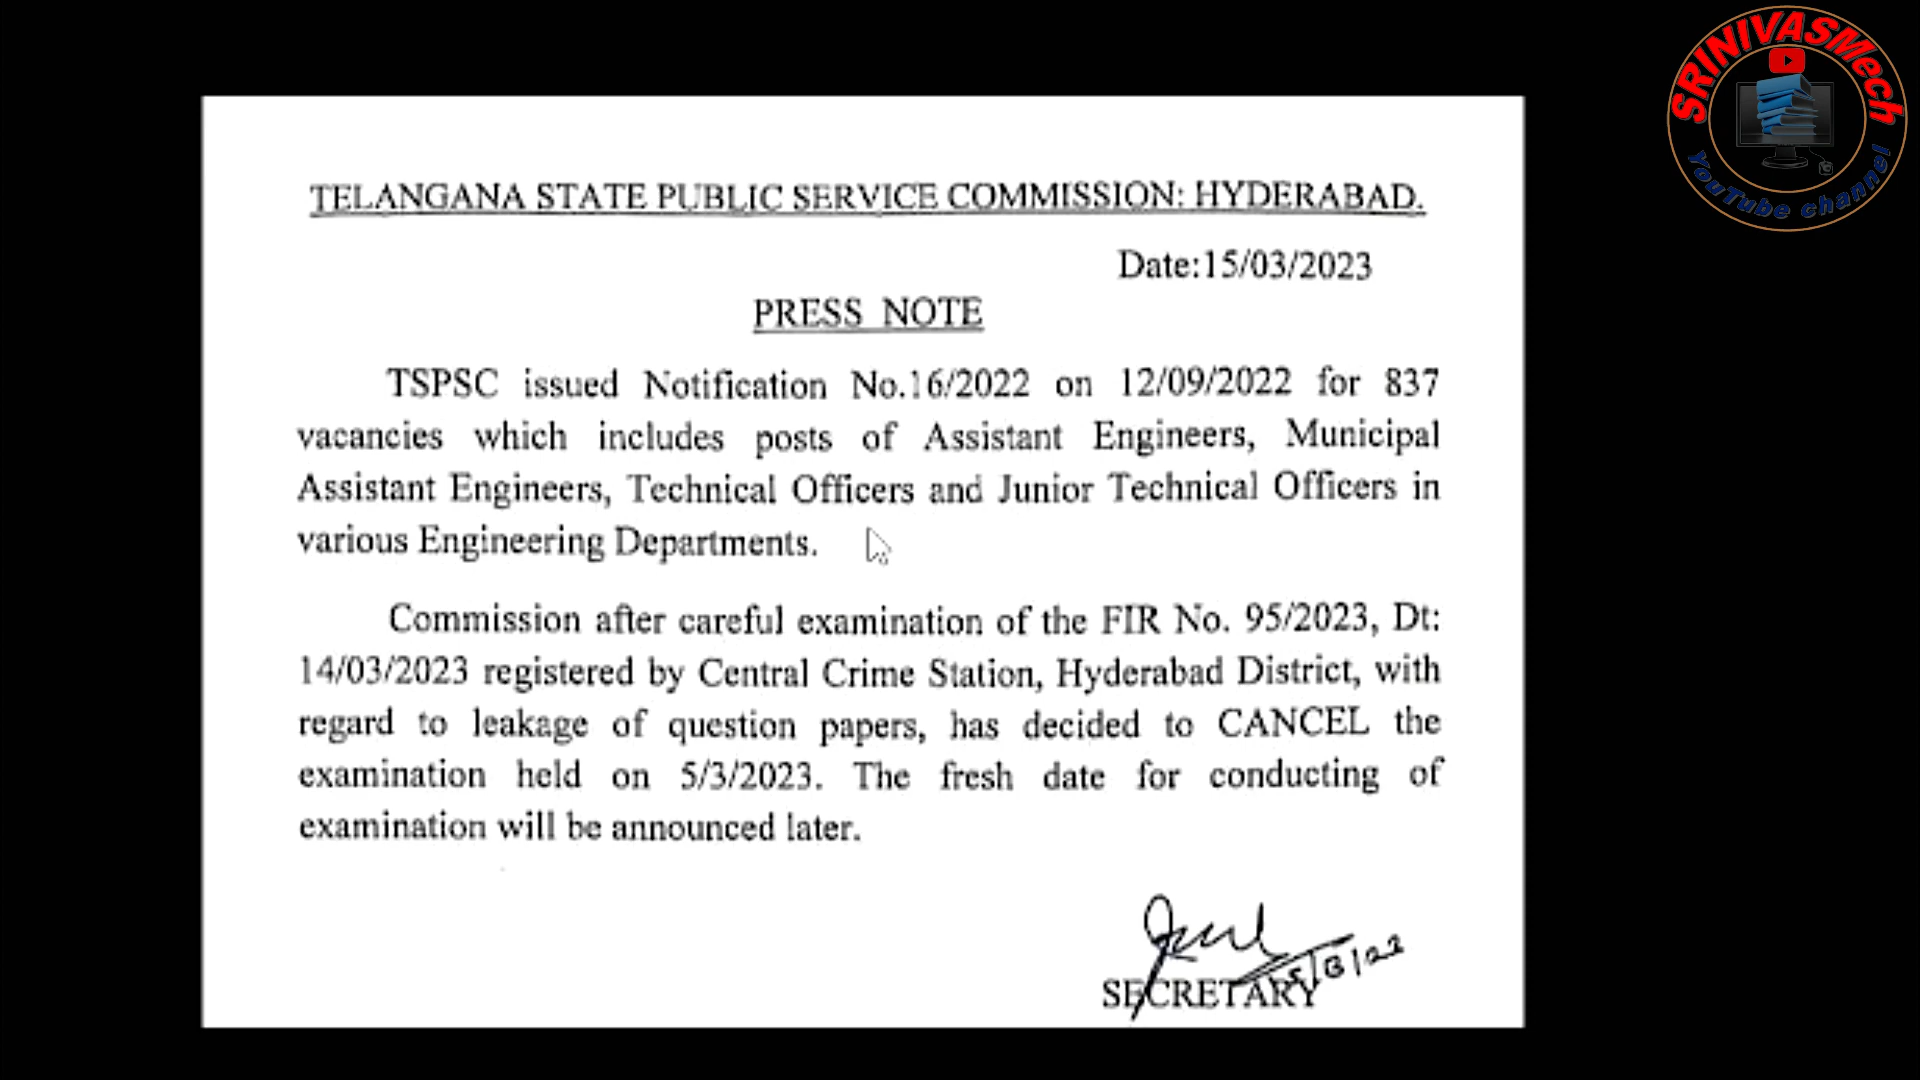 SRINIVASMech
YouTube channel
TELANGANA STATE PUBLIC SERVICE COMMISSION: HYDERABAD.
Date:15/03/2023
PRESS NOTE
TSPSC issued Notification No.16/2022 on 12/09/2022 for 837
vacancies which includes posts of Assistant Engineers, Municipal
Assistant Engineers, Technical Officers and Junior Technical Officers in
various Engineering Departments.
Commission after careful examination of the FIR No. 95/2023, Dt:
14/03/2023 registered by Central Crime Station, Hyderabad District, with
regard to leakage of question papers, has decided to CANCEL the
examination held on 5/3/2023. The fresh date for conducting of
examination will be announced later.
SECRETARY